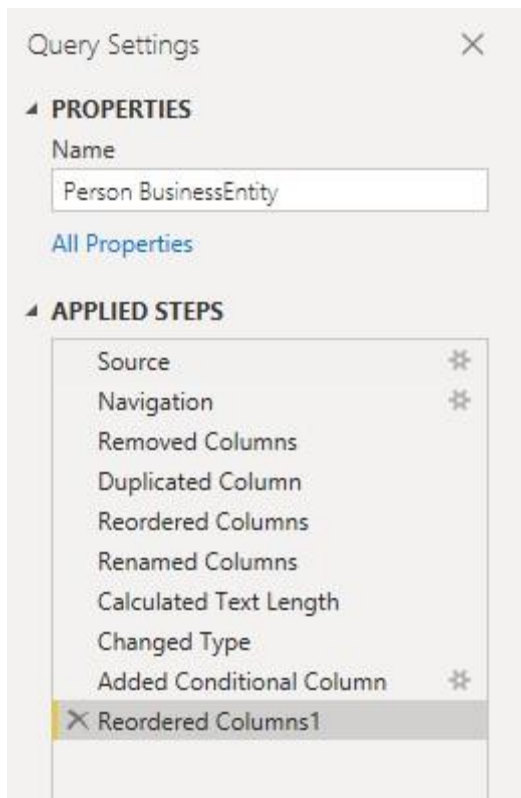 Query Settings
PROPERTIES
Name
Person BusinessEntity
All Properties
APPLIED STEPS
Source
Navigation
Removed Columns
Duplicated Column
Reordered Columns
Renamed Columns
Calculated Text Length
Changed Type
Added Conditional Column
Reordered Columns1